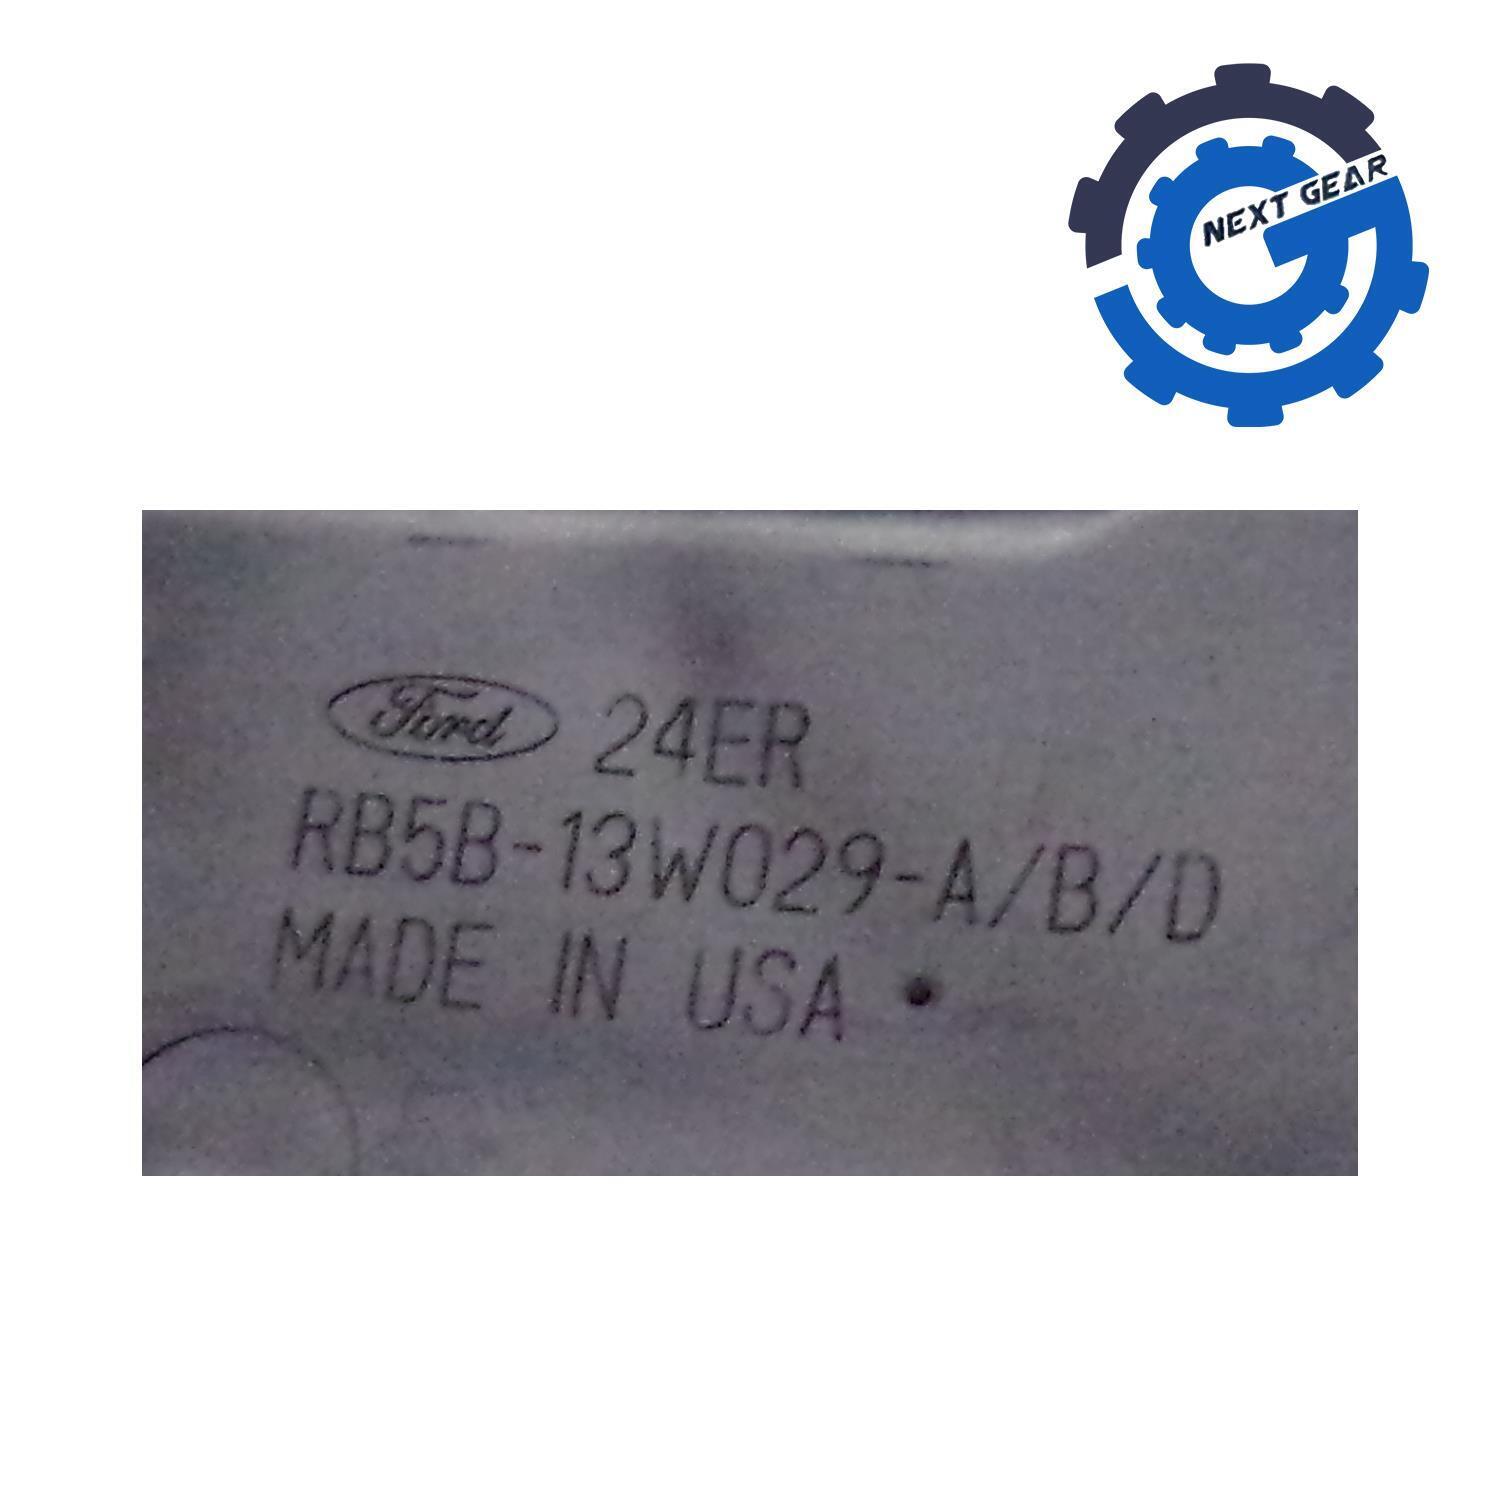 NEXT GEAR
Ford 24ER
RB5B-13W029-A/B/D
MADE IN USA •